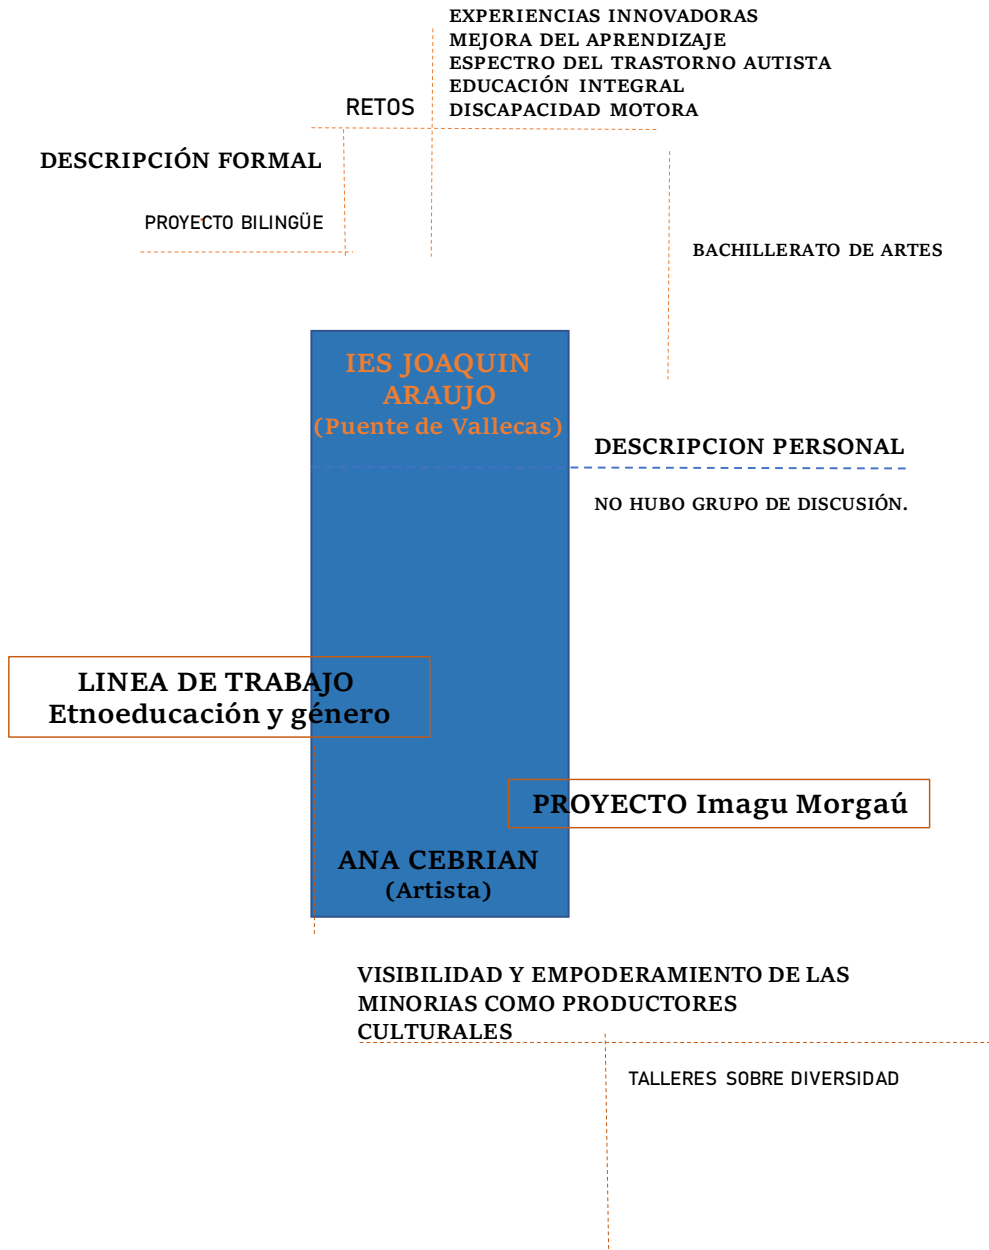 EXPERIENCIAS INNOVADORAS
MEJORA DEL APRENDIZAJE
ESPECTRO DEL TRASTORNO AUTISTA
EDUCACIÓN INTEGRAL
DISCAPACIDAD MOTORA
RETOS
DESCRIPCIÓN FORMAL
PROYECTO BILINGÜE
BACHILLERATO DE ARTES
IES JOAQUIN
ARAUJO
(Puente de Vallecas)
DESCRIPCION PERSONAL
NO HUBO GRUPO DE DISCUSIÓN.
LINEA DE TRABAJO
Etnoeducación y género
PROYECTO Imagu Morgaú
ANA CEBRIAN
(Artista)
VISIBILIDAD Y EMPODERAMIENTO DE LAS
MINORIAS COMO PRODUCTORES
CULTURALES
TALLERES SOBRE DIVERSIDAD